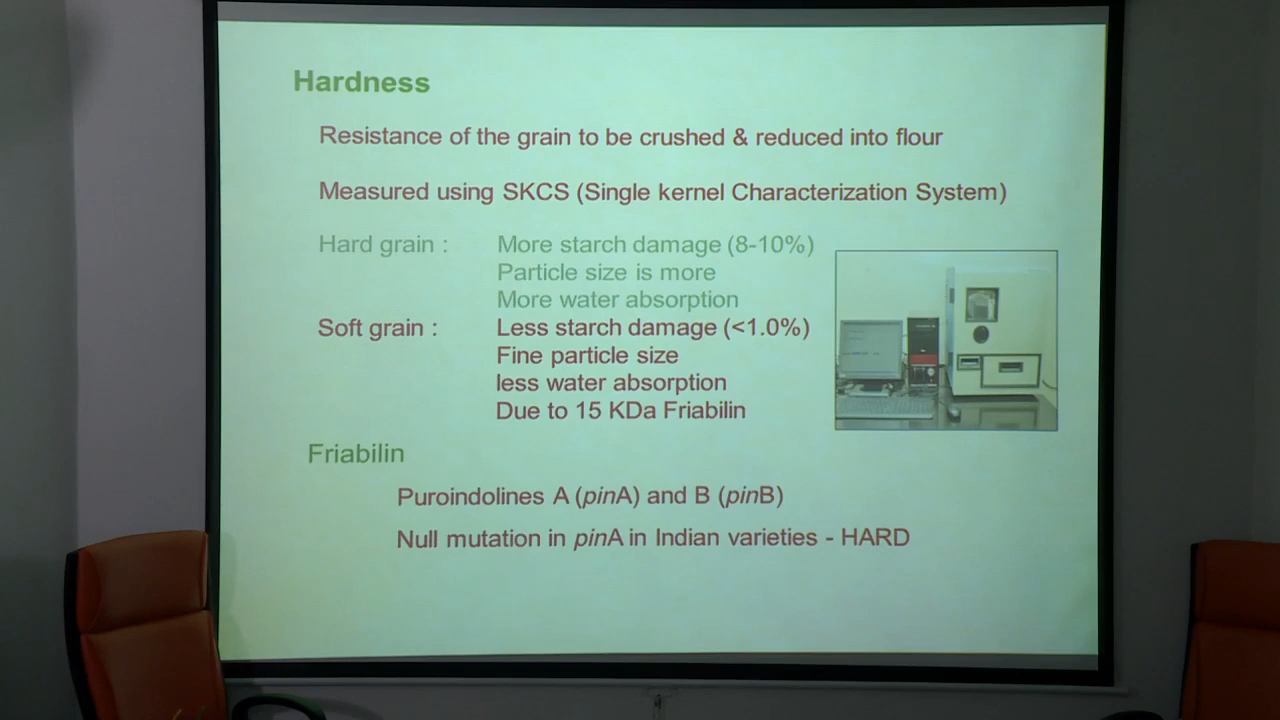 Hardness
Resistance of the grain to be crushed & reduced into flour
Measured using SKCS (Single kernel Characterization System)
Hard grain : More starch damage (8-10%)
Particle size is more
More water absorption
Soft grain : Less starch damage (<1.0%)
Fine particle size
less water absorption
Due to 15 KDa Friabilin
Friabilin
Puroindolines A (pinA) and B (pinB)
Null mutation in pinA in Indian varieties - HARD